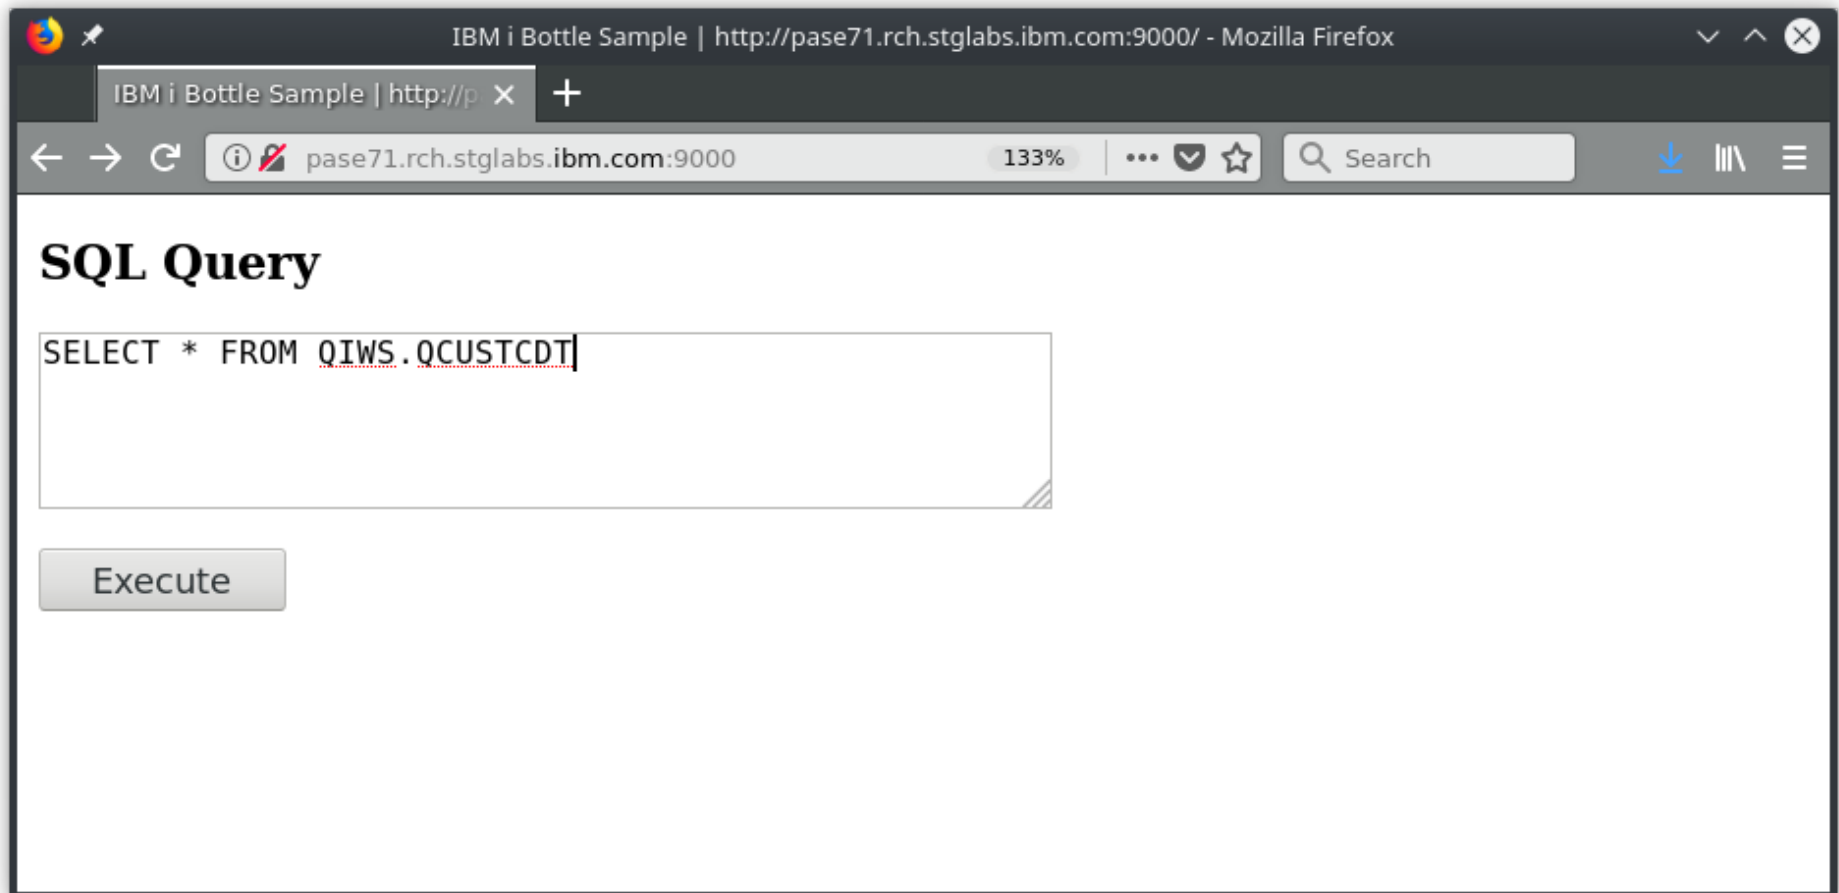 IBM i Bottle Sample | http://pase71.rch.stglabs.ibm.com:9000/ - Mozilla Firefox
IBM i Bottle Sample | http://p
pase71.rch.stglabs.ibm.com:9000 133% Search
SQL Query
SELECT * FROM QIWS.QCUSTCDT
Execute